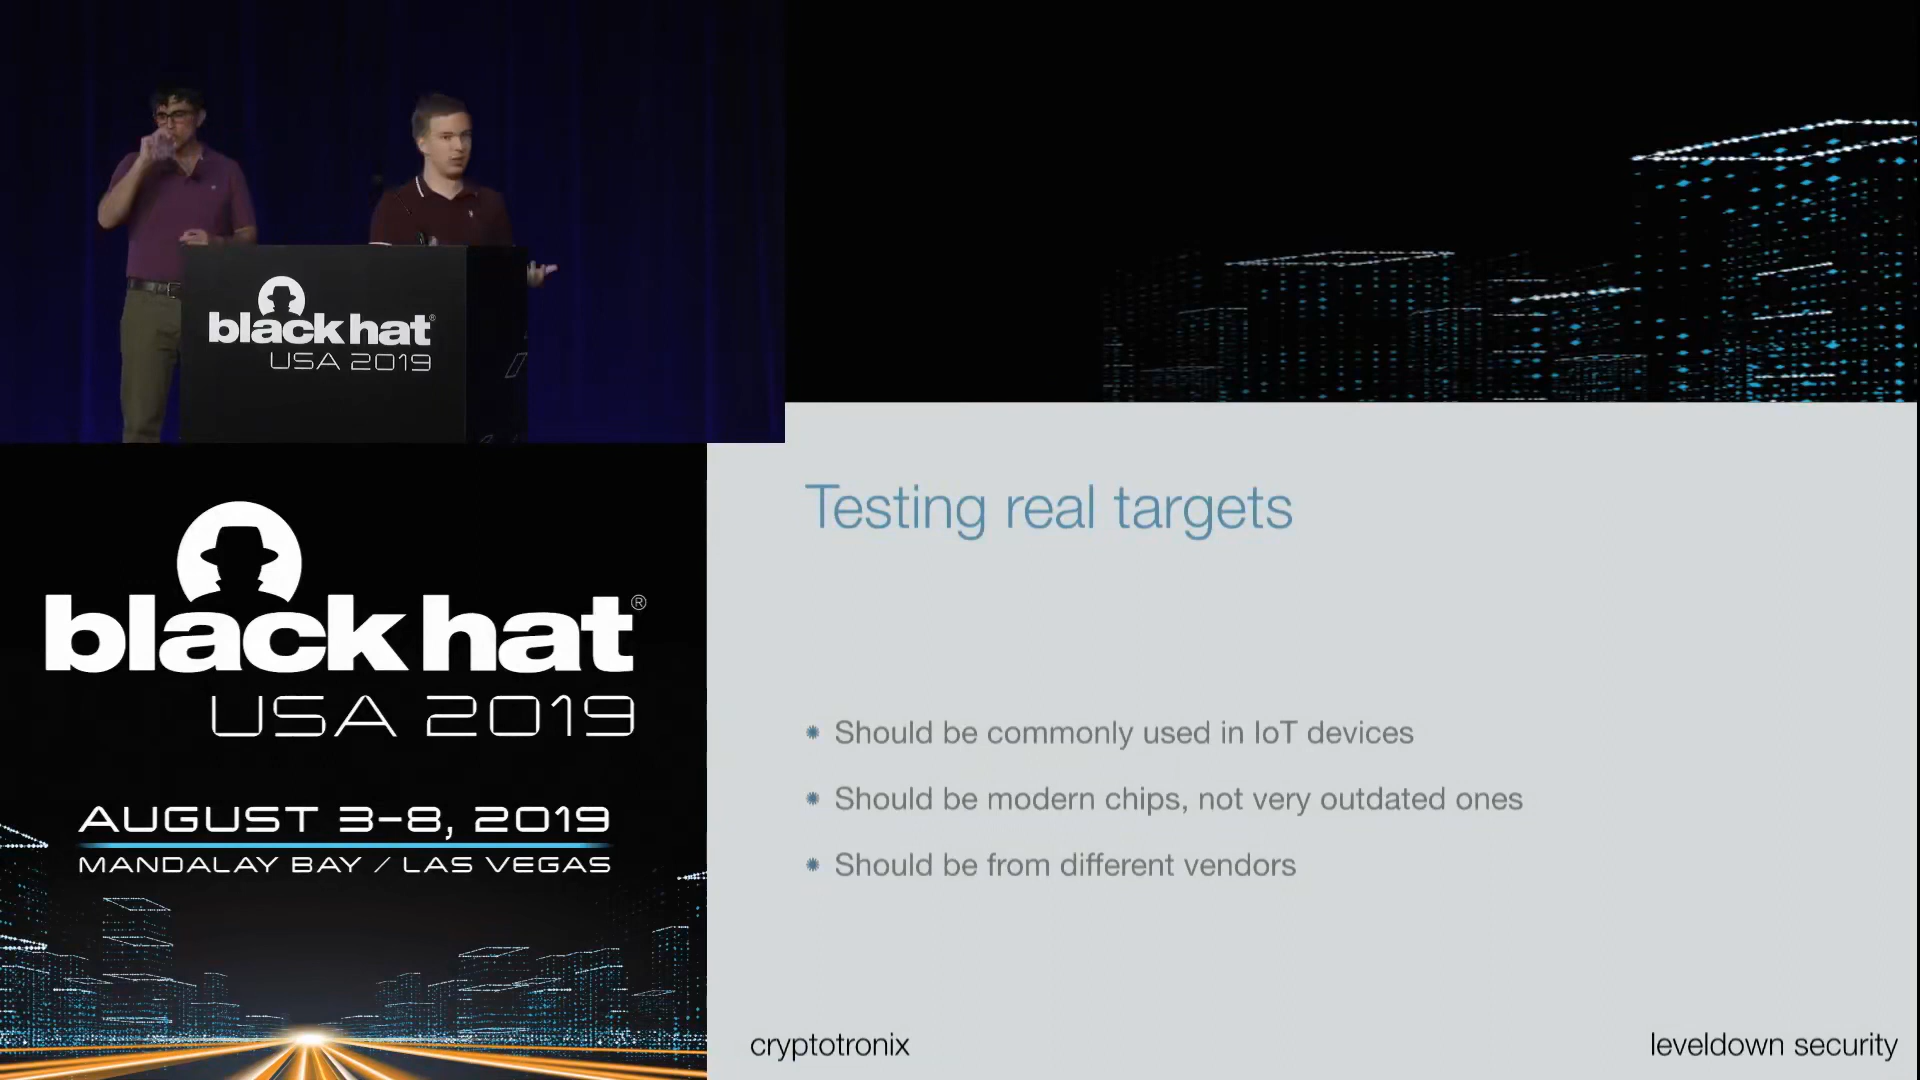 black hat®
USA 2019
black hat®
USA 2019
AUGUST 3–8, 2019
MANDALAY BAY / LAS VEGAS
Testing real targets
Should be commonly used in IoT devices
Should be modern chips, not very outdated ones
Should be from different vendors
cryptotronix
leveldown security